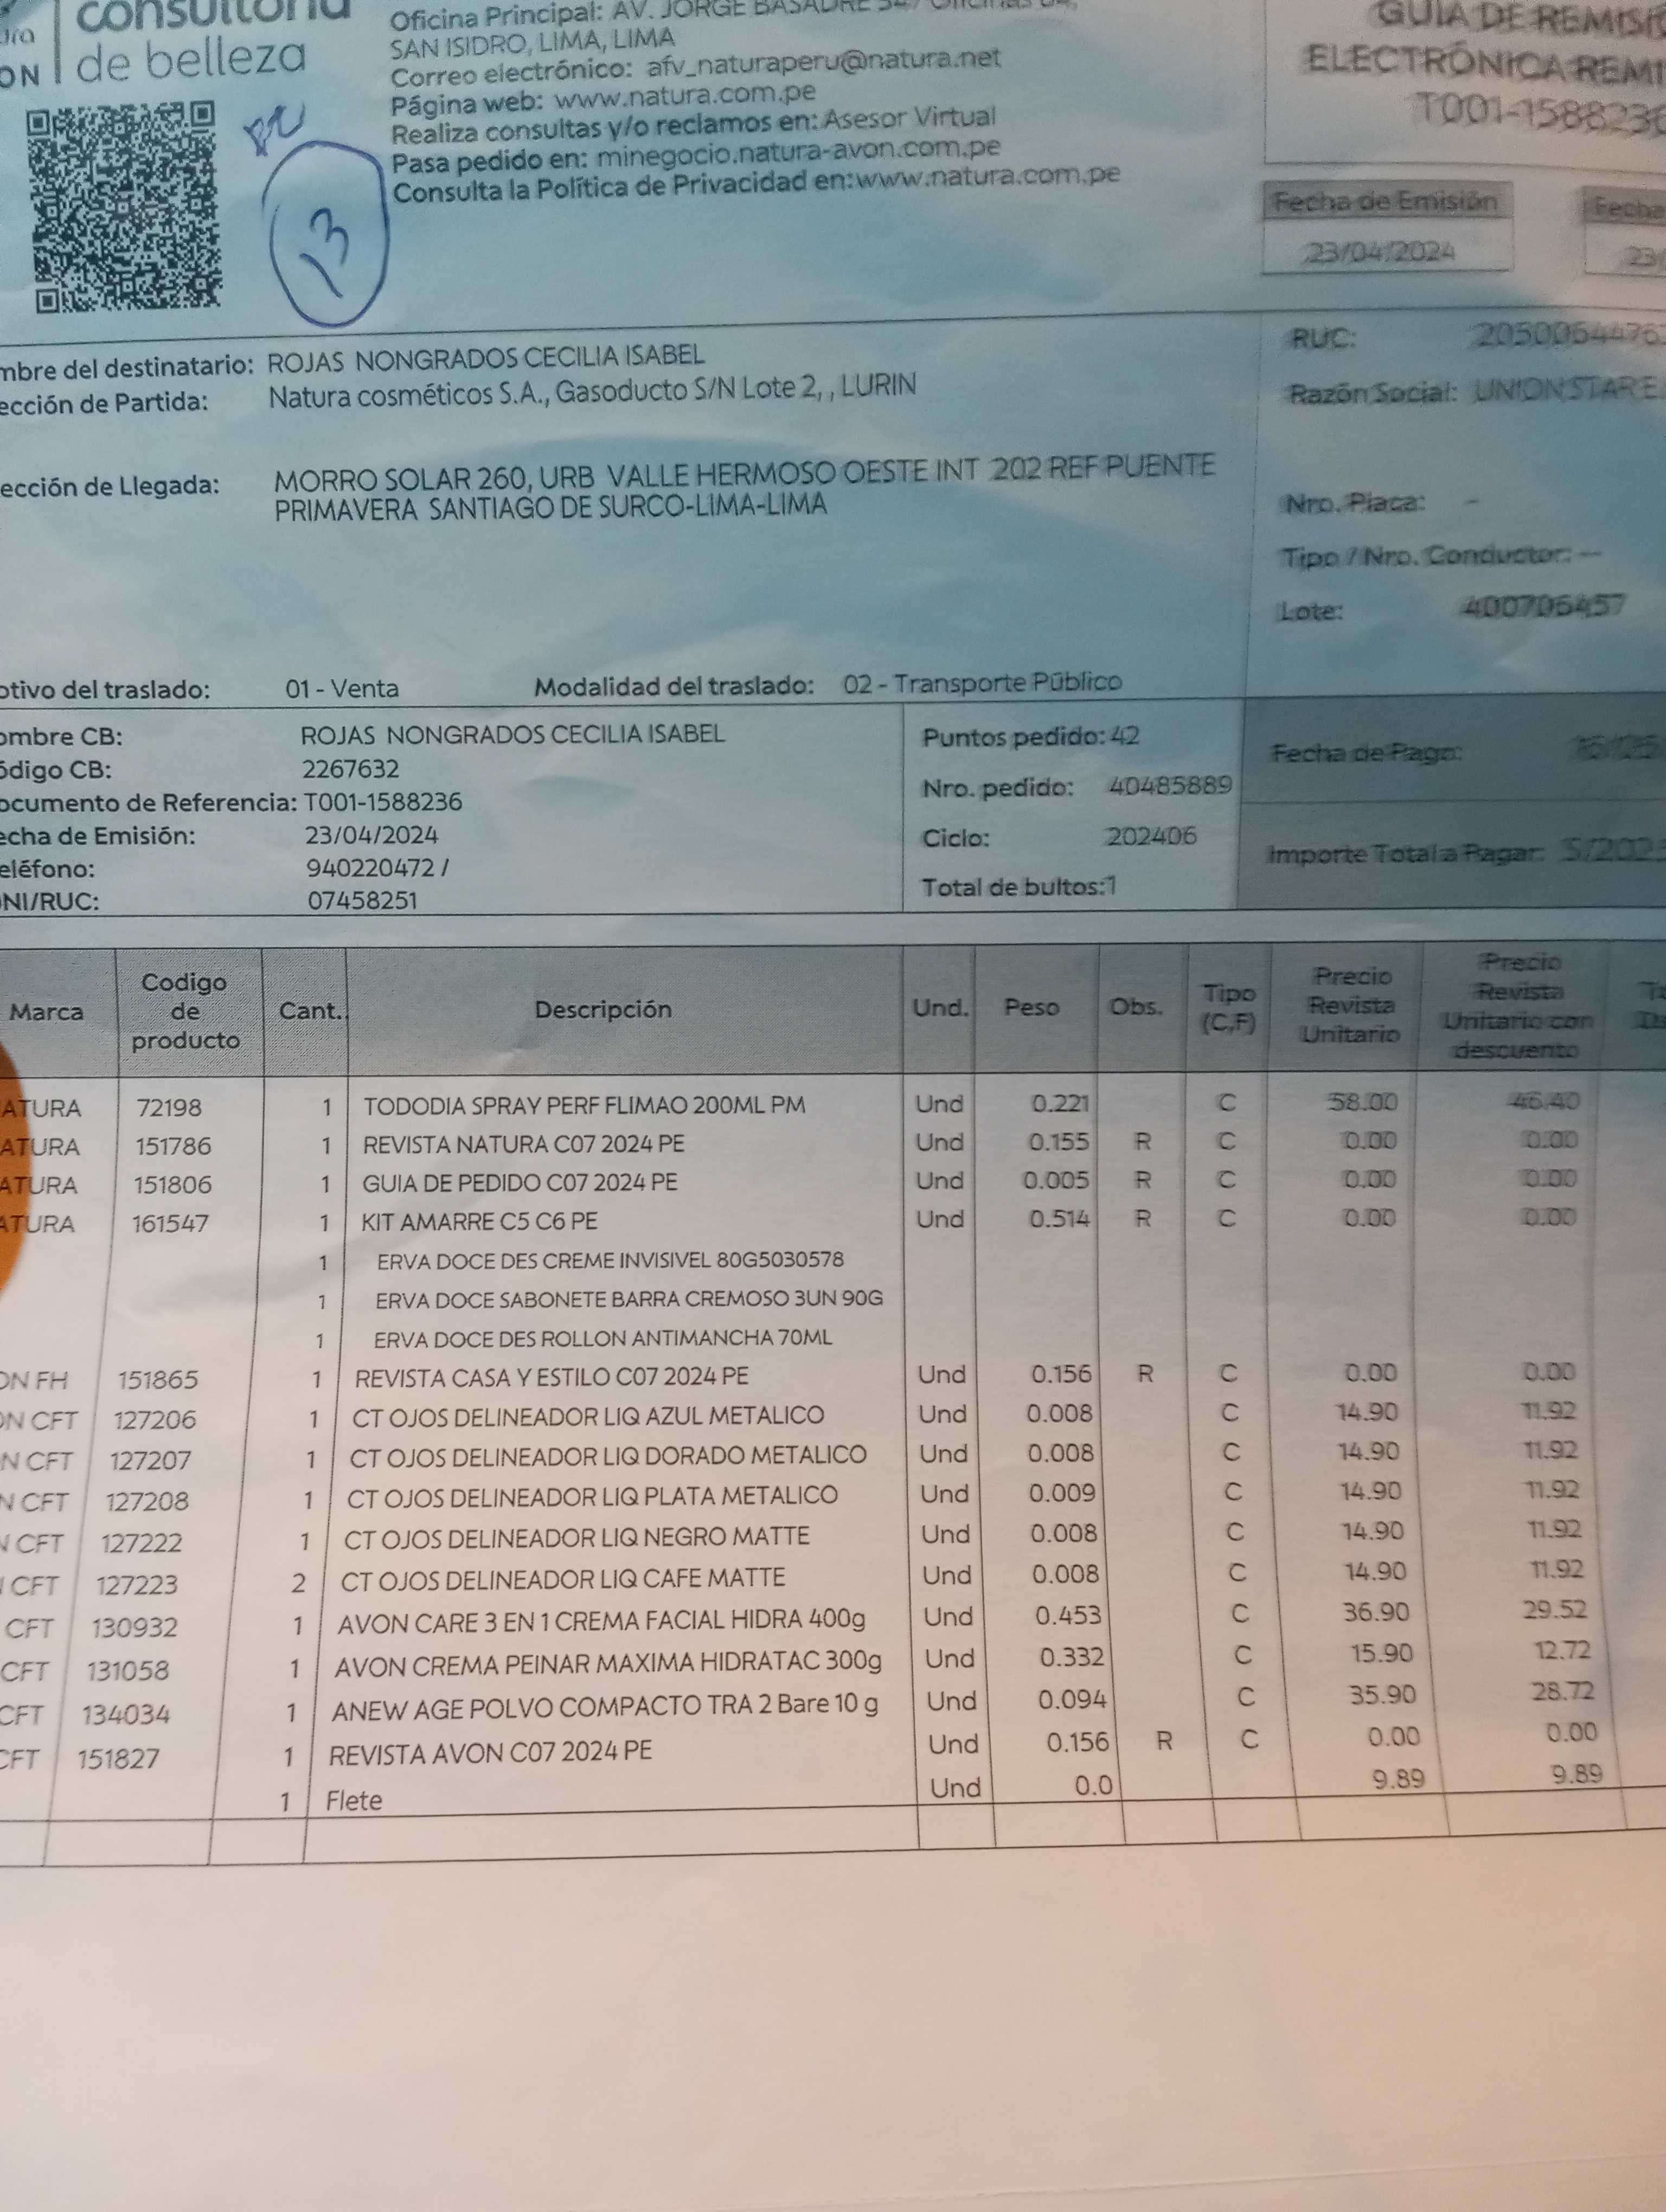 consultoría
ON de belleza
Oficina Principal: AV. JORGE BASADRE
SAN ISIDRO, LIMA, LIMA
Correo electrónico: afv_naturaperu@natura.net
Página web: www.natura.com.pe
Realiza consultas y/o reclamos en: Asesor Virtual
Pasa pedido en: minegocio.natura-avon.com.pe
Consulta la Política de Privacidad en:www.natura.com.pe
13
GUÍA DE REMISI
ELECTRÓNICA REMI
T001-1588236
Fecha de Emisión Fecha
23/04/2024 23/
mbre del destinatario: ROJAS NONGRADOS CECILIA ISABEL
ección de Partida: Natura cosméticos S.A., Gasoducto S/N Lote 2, , LURIN
ección de Llegada: MORRO SOLAR 260, URB VALLE HERMOSO OESTE INT 202 REF PUENTE
PRIMAVERA SANTIAGO DE SURCO-LIMA-LIMA
RUC: 2050064476
Razón Social: UNION STAR E
Nro. Placa: -
Tipo / Nro. Conductor: --
Lote: 400706457
otivo del traslado: 01 - Venta Modalidad del traslado: 02 - Transporte Público
ombre CB: ROJAS NONGRADOS CECILIA ISABEL
ódigo CB: 2267632
ocumento de Referencia: T001-1588236
echa de Emisión: 23/04/2024
eléfono: 940220472 /
NI/RUC: 07458251
Puntos pedido: 42
Nro. pedido: 40485889
Ciclo: 202406
Total de bultos:1
Fecha de Pago:
Importe Total a Pagar: S/202
Marca Codigo de producto Cant. Descripción Und. Peso Obs. Tipo (C,F) Precio Revista Unitario Precio Revista Unitario con descuento
ATURA 72198 1 TODODIA SPRAY PERF FLIMAO 200ML PM Und 0.221 C 58.00 46.40
ATURA 151786 1 REVISTA NATURA C07 2024 PE Und 0.155 R C 0.00 0.00
ATURA 151806 1 GUIA DE PEDIDO C07 2024 PE Und 0.005 R C 0.00 0.00
ATURA 161547 1 KIT AMARRE C5 C6 PE Und 0.514 R C 0.00 0.00
1 ERVA DOCE DES CREME INVISIVEL 80G5030578
1 ERVA DOCE SABONETE BARRA CREMOSO 3UN 90G
1 ERVA DOCE DES ROLLON ANTIMANCHA 70ML
ON FH 151865 1 REVISTA CASA Y ESTILO C07 2024 PE Und 0.156 R C 0.00 0.00
ON CFT 127206 1 CT OJOS DELINEADOR LIQ AZUL METALICO Und 0.008 C 14.90 11.92
N CFT 127207 1 CT OJOS DELINEADOR LIQ DORADO METALICO Und 0.008 C 14.90 11.92
N CFT 127208 1 CT OJOS DELINEADOR LIQ PLATA METALICO Und 0.009 C 14.90 11.92
N CFT 127222 1 CT OJOS DELINEADOR LIQ NEGRO MATTE Und 0.008 C 14.90 11.92
CFT 127223 2 CT OJOS DELINEADOR LIQ CAFE MATTE Und 0.008 C 14.90 11.92
CFT 130932 1 AVON CARE 3 EN 1 CREMA FACIAL HIDRA 400g Und 0.453 C 36.90 29.52
CFT 131058 1 AVON CREMA PEINAR MAXIMA HIDRATAC 300g Und 0.332 C 15.90 12.72
CFT 134034 1 ANEW AGE POLVO COMPACTO TRA 2 Bare 10 g Und 0.094 C 35.90 28.72
CFT 151827 1 REVISTA AVON C07 2024 PE Und 0.156 R C 0.00 0.00
1 Flete Und 0.0 9.89 9.89